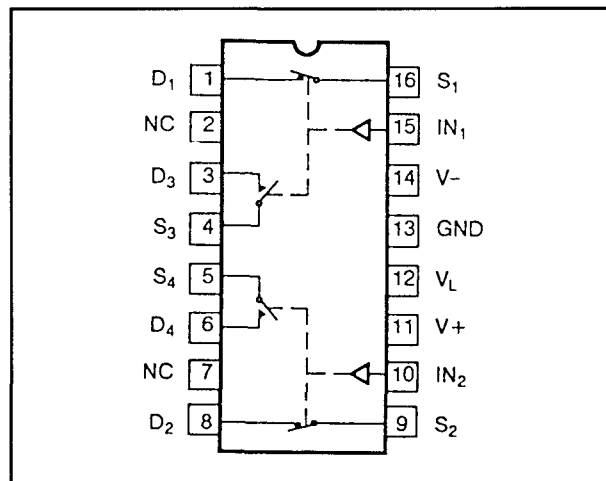 D1 1 16 S1
NC 2 15 IN1
D3 3 14 V-
S3 4 13 GND
S4 5 12 VL
D4 6 11 V+
NC 7 10 IN2
D2 8 9 S2